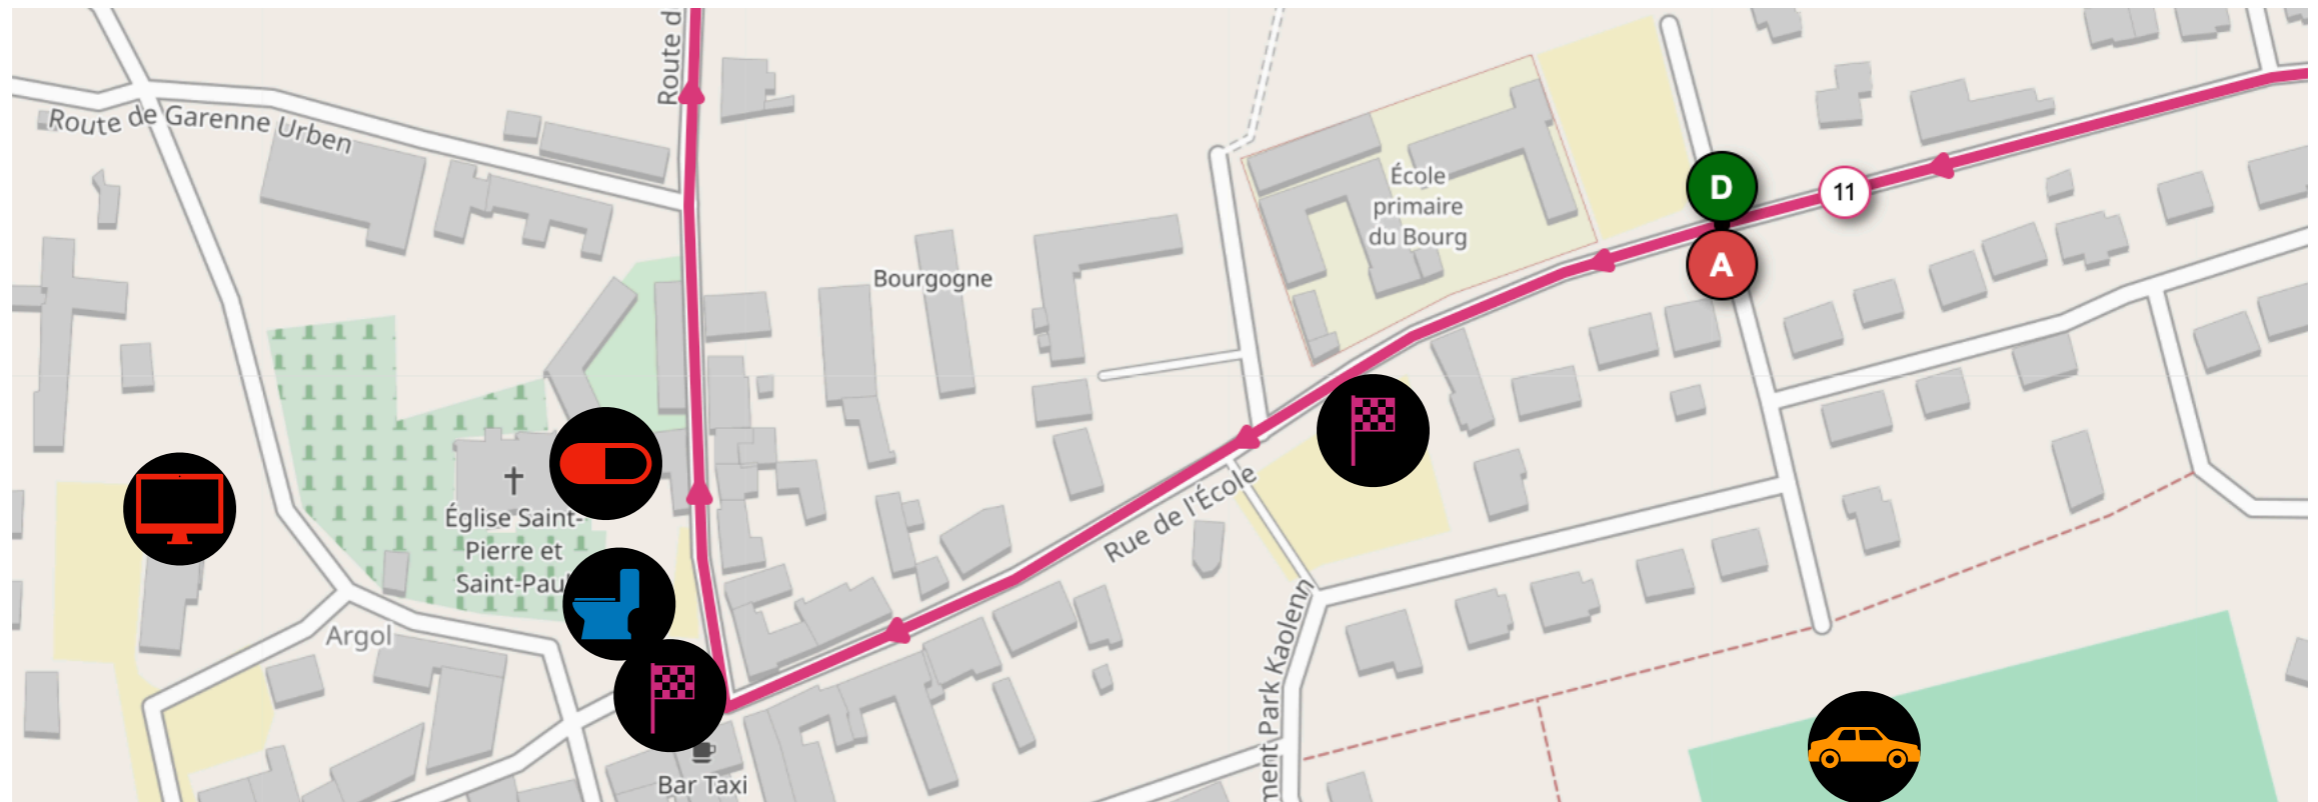 Route d
Route de Garenne Urben
École
primaire
du Bourg
D
11
A
Bourgogne
Église Saint-
Pierre et
Saint-Paul
Rue de l'École
Argol
ment Park Kaolenn
Bar Taxi